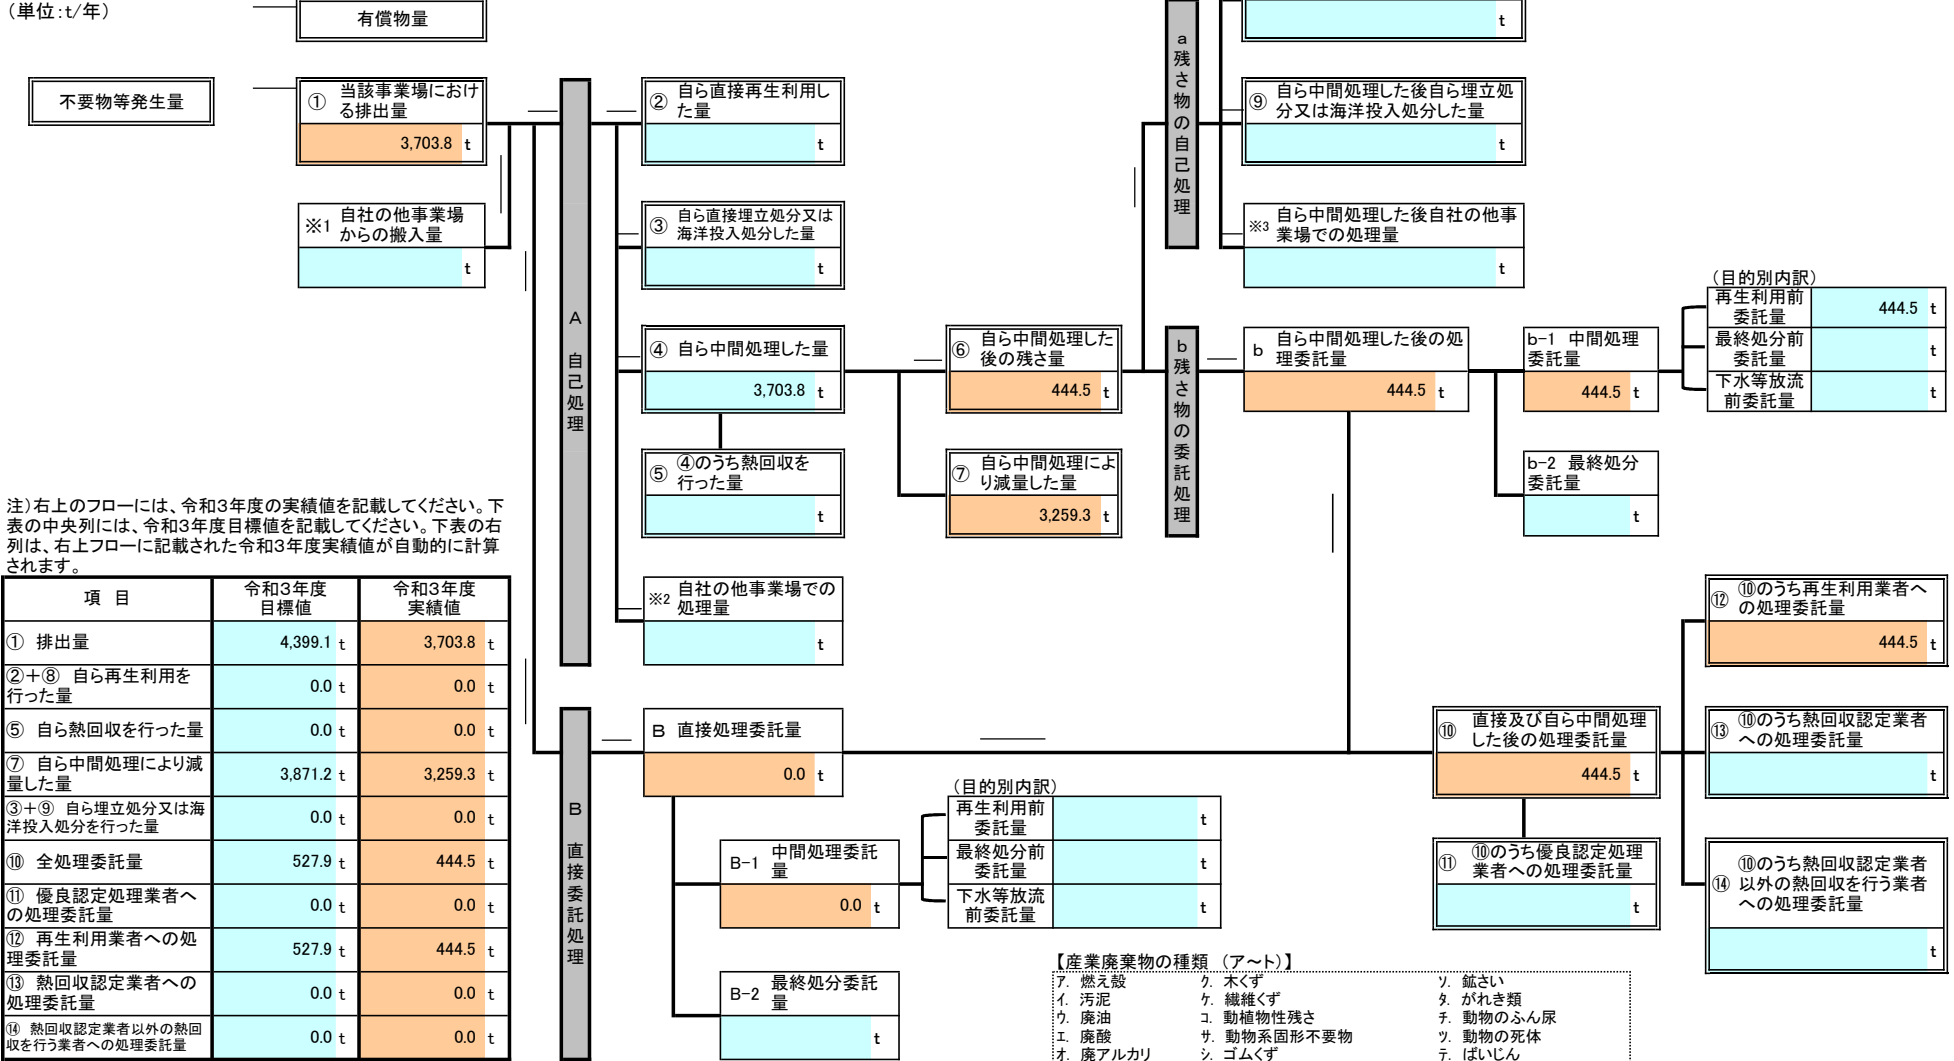 (単位:t/年)
有償物量
t
不要物等発生量
① 当該事業場におけ
る排出量
3,703.8 t
※1 自社の他事業場
からの搬入量
t
A 自己処理
② 自ら直接再生利用し
た量
t
③ 自ら直接埋立処分又は
海洋投入処分した量
t
④ 自ら中間処理した量
3,703.8 t
⑤ ④のうち熱回収を
行った量
t
※2 自社の他事業場での
処理量
t
⑥ 自ら中間処理した
後の残さ量
444.5 t
⑦ 自ら中間処理によ
り減量した量
3,259.3 t
a残さ物の自己処理
⑨ 自ら中間処理した後自ら埋立処
分又は海洋投入処分した量
t
※3 自ら中間処理した後自社の他事
業場での処理量
t
b残さ物の委託処理
b 自ら中間処理した後の処
理委託量
444.5 t
b-1 中間処理
委託量
444.5 t
b-2 最終処分
委託量
t
(目的別内訳)
再生利用前
委託量
444.5 t
最終処分前
委託量
t
下水等放流
前委託量
t
注)右上のフローには、令和3年度の実績値を記載してください。下
表の中央列には、令和3年度目標値を記載してください。下表の右
列は、右上フローに記載された令和3年度実績値が自動的に計算
されます。
項 目
令和3年度
目標値
令和3年度
実績値
① 排出量 4,399.1 t 3,703.8 t
②+⑧ 自ら再生利用を
行った量
0.0 t 0.0 t
⑤ 自ら熱回収を行った量 0.0 t 0.0 t
⑦ 自ら中間処理により減
量した量
3,871.2 t 3,259.3 t
③+⑨ 自ら埋立処分又は海
洋投入処分を行った量
0.0 t 0.0 t
⑩ 全処理委託量 527.9 t 444.5 t
⑪ 優良認定処理業者へ
の処理委託量
0.0 t 0.0 t
⑫ 再生利用業者への処
理委託量
527.9 t 444.5 t
⑬ 熱回収認定業者への
処理委託量
0.0 t 0.0 t
⑭ 熱回収認定業者以外の熱回
収を行う業者への処理委託量
0.0 t 0.0 t
B 直接委託処理
B 直接処理委託量
0.0 t
B-1 中間処理委託
量
0.0 t
B-2 最終処分委託
量
t
(目的別内訳)
再生利用前
委託量
t
最終処分前
委託量
t
下水等放流
前委託量
t
⑩ 直接及び自ら中間処理
した後の処理委託量
444.5 t
⑪ ⑩のうち優良認定処理
業者への処理委託量
t
⑫ ⑩のうち再生利用業者へ
の処理委託量
444.5 t
⑬ ⑩のうち熱回収認定業者
への処理委託量
t
⑭ ⑩のうち熱回収認定業者
以外の熱回収を行う業者
への処理委託量
t
【産業廃棄物の種類 (ア~ト)】
ア. 燃え殻 ク. 木くず ソ. 鉱さい
イ. 汚泥 ケ. 繊維くず タ. がれき類
ウ. 廃油 コ. 動植物性残さ チ. 動物のふん尿
エ. 廃酸 サ. 動物系固形不要物 ツ. 動物の死体
オ. 廃アルカリ シ. ゴムくず テ. ばいじん